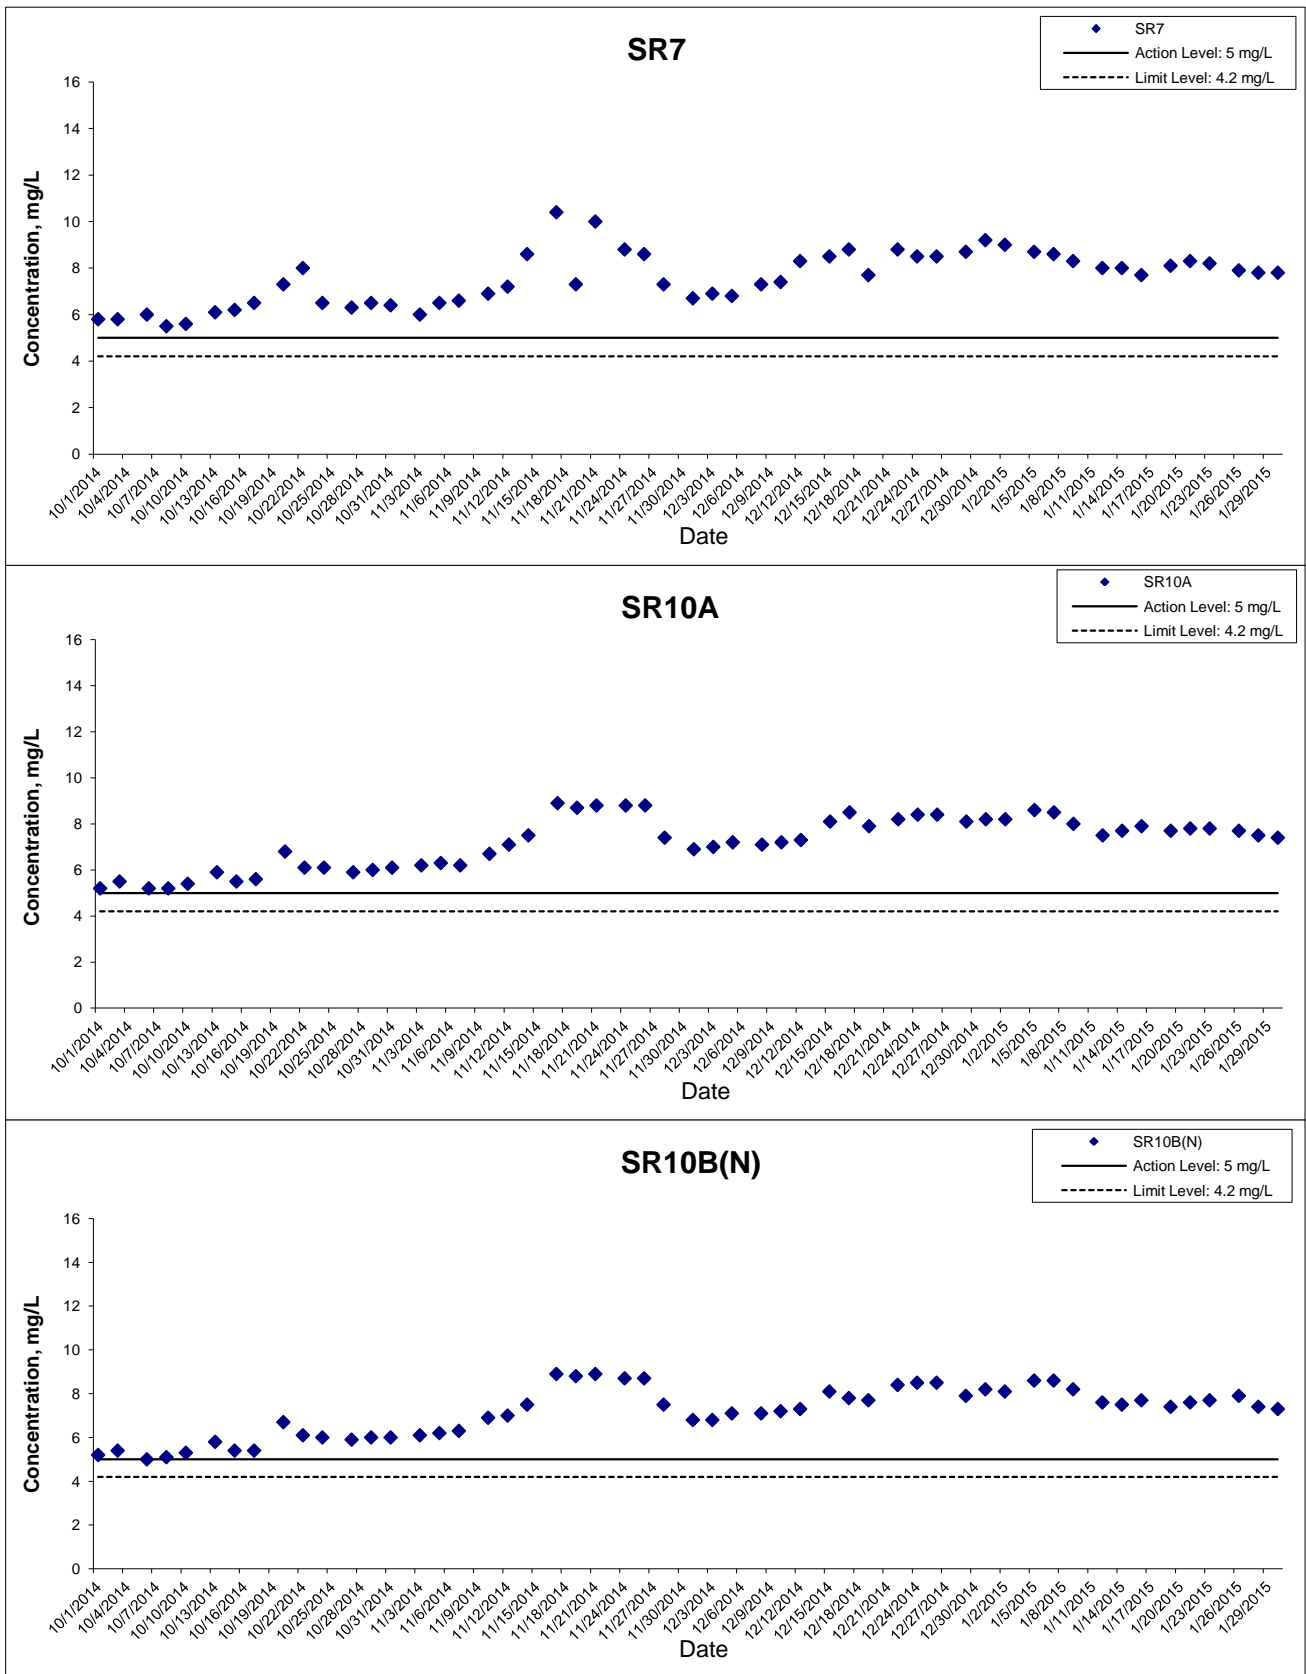 SR7
SR7
Action Level: 5 mg/L
Limit Level: 4.2 mg/L
Concentration, mg/L
16
14
12
10
8
6
4
2
0
10/1/2014 10/4/2014 10/7/2014 10/10/2014 10/13/2014 10/16/2014 10/19/2014 10/22/2014 10/25/2014 10/28/2014 10/31/2014 11/3/2014 11/6/2014 11/9/2014 11/12/2014 11/15/2014 11/18/2014 11/21/2014 11/24/2014 11/27/2014 11/30/2014 12/3/2014 12/6/2014 12/9/2014 12/12/2014 12/15/2014 12/18/2014 12/21/2014 12/24/2014 12/27/2014 12/30/2014 1/2/2015 1/5/2015 1/8/2015 1/11/2015 1/14/2015 1/17/2015 1/20/2015 1/23/2015 1/26/2015 1/29/2015
Date
SR10A
SR10A
Action Level: 5 mg/L
Limit Level: 4.2 mg/L
Concentration, mg/L
16
14
12
10
8
6
4
2
0
10/1/2014 10/4/2014 10/7/2014 10/10/2014 10/13/2014 10/16/2014 10/19/2014 10/22/2014 10/25/2014 10/28/2014 10/31/2014 11/3/2014 11/6/2014 11/9/2014 11/12/2014 11/15/2014 11/18/2014 11/21/2014 11/24/2014 11/27/2014 11/30/2014 12/3/2014 12/6/2014 12/9/2014 12/12/2014 12/15/2014 12/18/2014 12/21/2014 12/24/2014 12/27/2014 12/30/2014 1/2/2015 1/5/2015 1/8/2015 1/11/2015 1/14/2015 1/17/2015 1/20/2015 1/23/2015 1/26/2015 1/29/2015
Date
SR10B(N)
SR10B(N)
Action Level: 5 mg/L
Limit Level: 4.2 mg/L
Concentration, mg/L
16
14
12
10
8
6
4
2
0
10/1/2014 10/4/2014 10/7/2014 10/10/2014 10/13/2014 10/16/2014 10/19/2014 10/22/2014 10/25/2014 10/28/2014 10/31/2014 11/3/2014 11/6/2014 11/9/2014 11/12/2014 11/15/2014 11/18/2014 11/21/2014 11/24/2014 11/27/2014 11/30/2014 12/3/2014 12/6/2014 12/9/2014 12/12/2014 12/15/2014 12/18/2014 12/21/2014 12/24/2014 12/27/2014 12/30/2014 1/2/2015 1/5/2015 1/8/2015 1/11/2015 1/14/2015 1/17/2015 1/20/2015 1/23/2015 1/26/2015 1/29/2015
Date